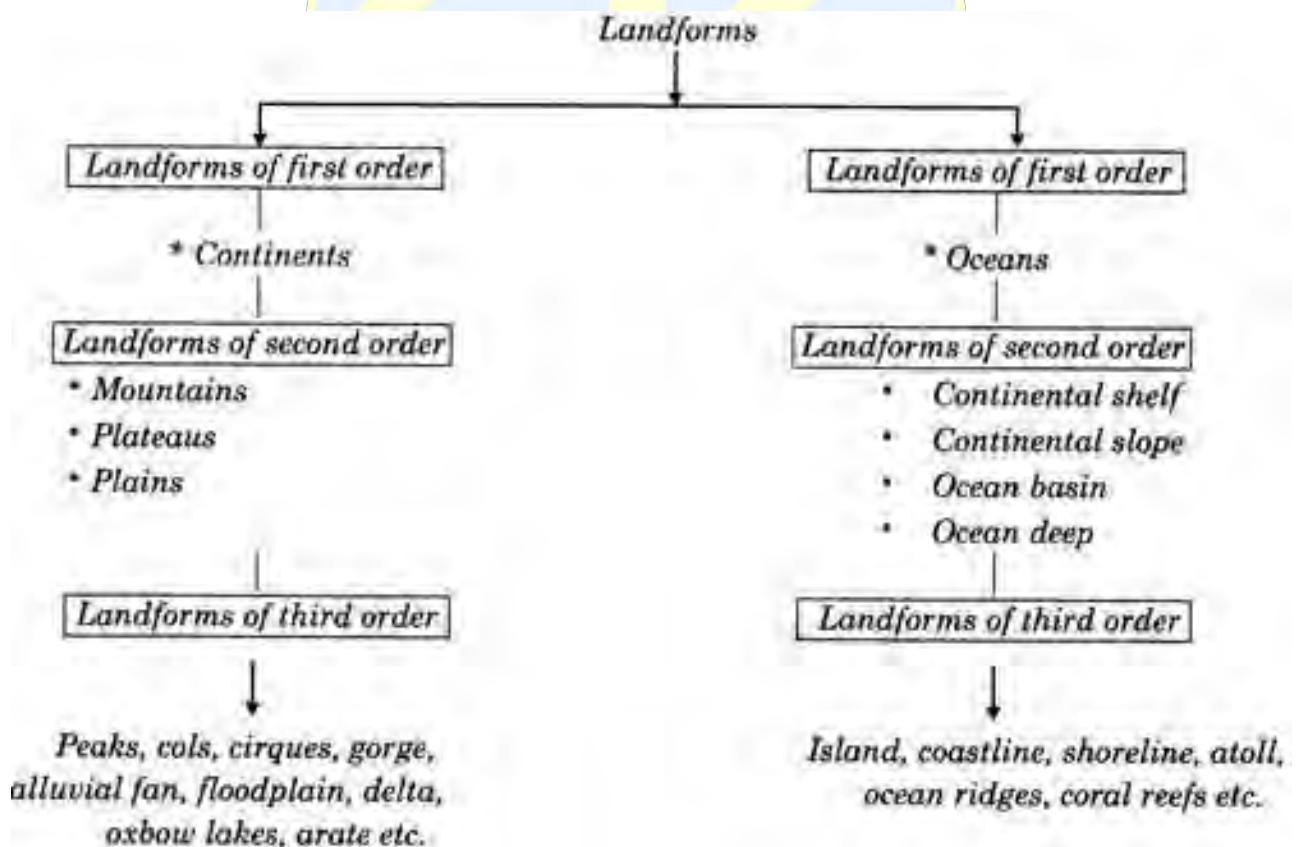 Landforms
Landforms of first order
* Continents
Landforms of second order
* Mountains
* Plateaus
* Plains
Landforms of third order
Peaks, cols, cirques, gorge,
alluvial fan, floodplain, delta,
oxbow lakes, arate etc.
Landforms of first order
* Oceans
Landforms of second order
* Continental shelf
* Continental slope
* Ocean basin
* Ocean deep
Landforms of third order
Island, coastline, shoreline, atoll,
ocean ridges, coral reefs etc.